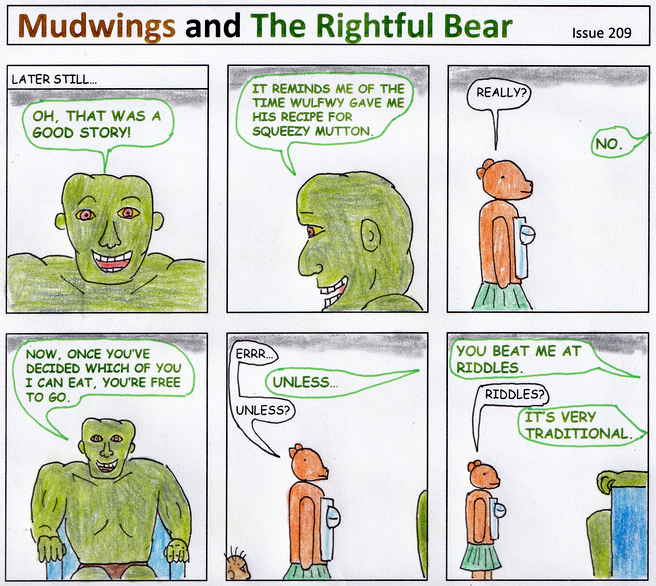 Mudwings and The Rightful Bear
Issue 209
LATER STILL...
OH, THAT WAS A
GOOD STORY!
IT REMINDS ME OF THE
TIME WULFWY GAVE ME
HIS RECIPE FOR
SQUEEZY MUTTON.
REALLY?
NO.
NOW, ONCE YOU'VE
DECIDED WHICH OF YOU
I CAN EAT, YOU'RE FREE
TO GO.
ERRR...
UNLESS...
UNLESS?
YOU BEAT ME AT
RIDDLES.
RIDDLES?
IT'S VERY
TRADITIONAL.